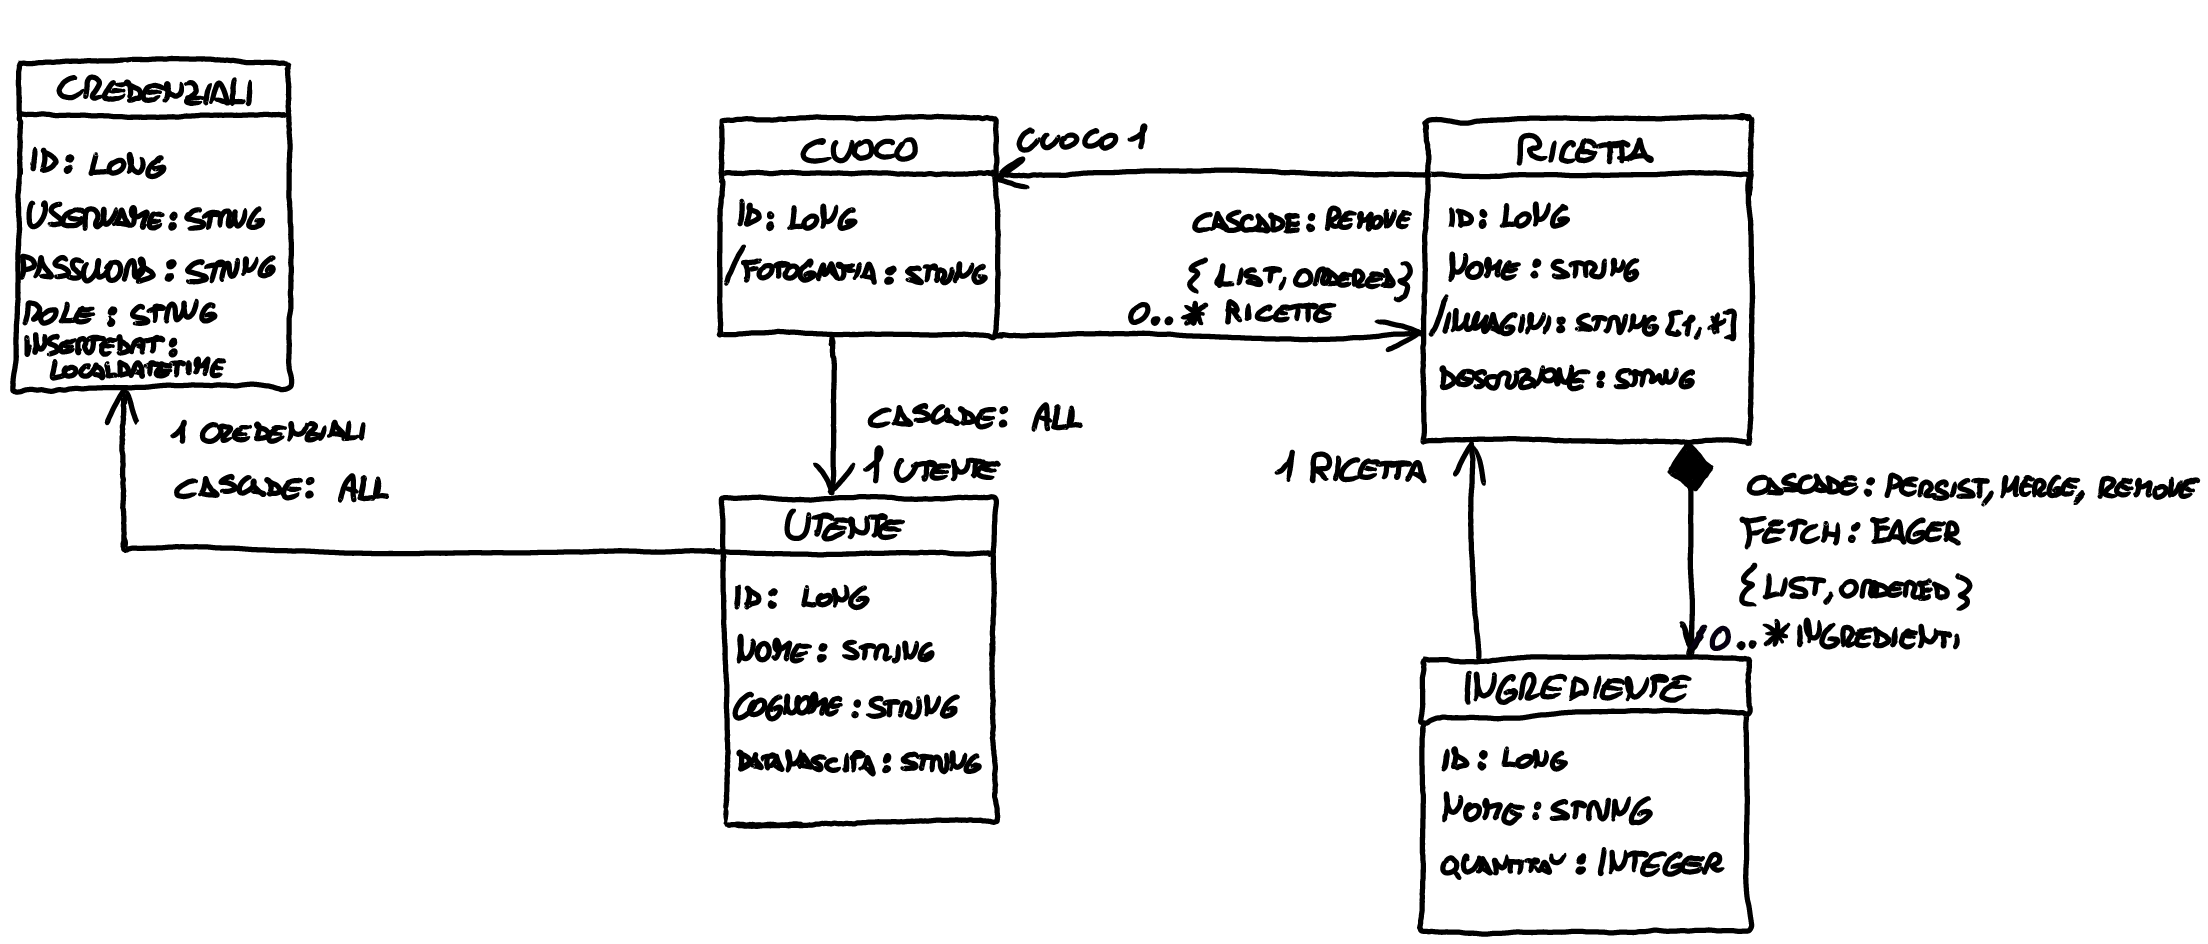 CREDENZIALI
ID: LONG
USERNAME: STRING
PASSWORD: STRING
ROLE: STRING
INSERTEDAT:
LOCALDATETIME
1 CREDENZIALI
CASCADE: ALL
CUOCO
ID: LONG
/FOTOGRAFIA: STRING
CUOCO 1
CASCADE: REMOVE
{ LIST, ORDERED}
0..* RICETTE
CASCADE: ALL
1 UTENTE
UTENTE
ID: LONG
NOME: STRING
COGNOME: STRING
DATANASCITA: STRING
RICETTA
ID: LONG
NOME: STRING
/IMMAGINI: STRING [1,*]
DESCRIZIONE: STRING
1 RICETTA
CASCADE: PERSIST, MERGE, REMOVE
FETCH: EAGER
{ LIST, ORDERED }
0..* INGREDIENTI
INGREDIENTE
ID: LONG
NOME: STRING
QUANTITA': INTEGER